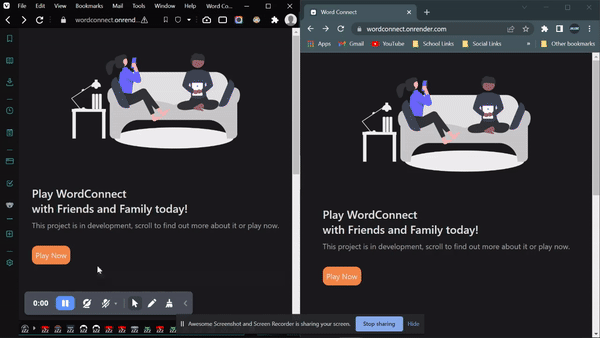 File Edit View Bookmarks Mail Tools Window Help Word Co...
wordconnect.onrend...
Play WordConnect
with Friends and Family today!
This project is in development, scroll to find out more about it or play now.
Play Now
0:00
Word Connect
wordconnect.onrender.com
Apps Gmail YouTube School Links Social Links » Other bookmarks
Play WordConnect
with Friends and Family today!
This project is in development, scroll to find out more about it or play now.
Play Now
Awesome Screenshot and Screen Recorder is sharing your screen. Stop sharing Hide